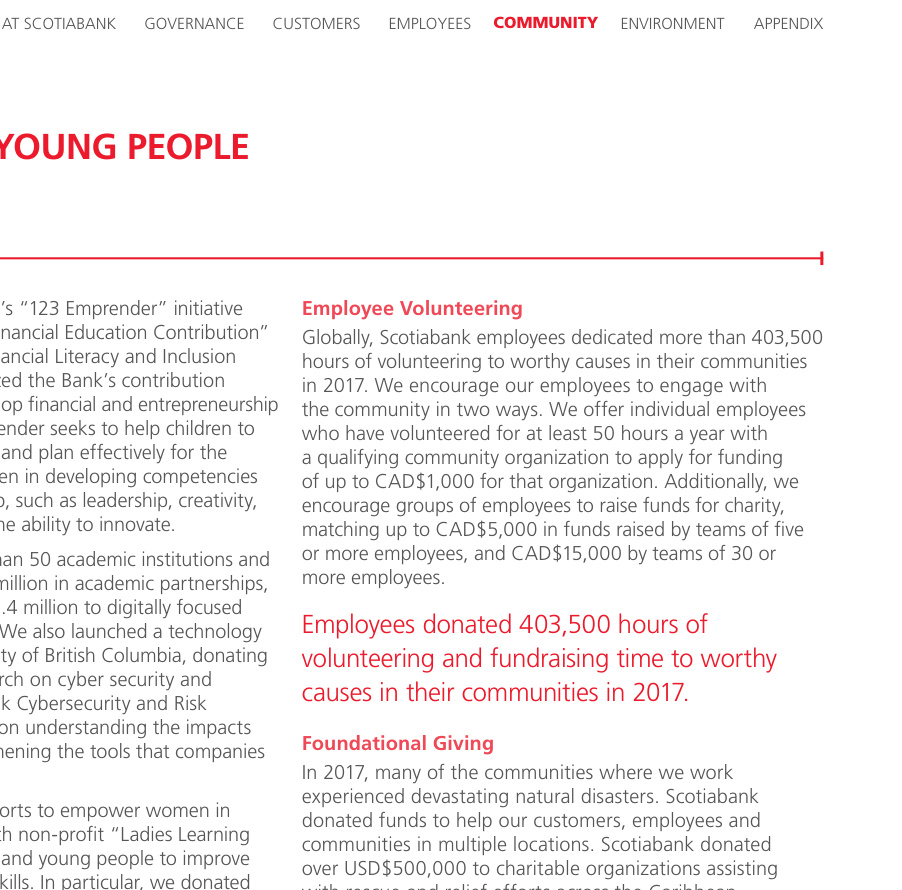 AT SCOTIABANK GOVERNANCE CUSTOMERS EMPLOYEES COMMUNITY ENVIRONMENT APPENDIX
YOUNG PEOPLE
’s “123 Emprender” initiative
nancial Education Contribution”
ancial Literacy and Inclusion
ed the Bank’s contribution
op financial and entrepreneurship
ender seeks to help children to
and plan effectively for the
en in developing competencies
, such as leadership, creativity,
he ability to innovate.
an 50 academic institutions and
million in academic partnerships,
.4 million to digitally focused
We also launched a technology
ty of British Columbia, donating
rch on cyber security and
k Cybersecurity and Risk
on understanding the impacts
hening the tools that companies
orts to empower women in
th non-profit “Ladies Learning
and young people to improve
kills. In particular, we donated
Employee Volunteering
Globally, Scotiabank employees dedicated more than 403,500
hours of volunteering to worthy causes in their communities
in 2017. We encourage our employees to engage with
the community in two ways. We offer individual employees
who have volunteered for at least 50 hours a year with
a qualifying community organization to apply for funding
of up to CAD$1,000 for that organization. Additionally, we
encourage groups of employees to raise funds for charity,
matching up to CAD$5,000 in funds raised by teams of five
or more employees, and CAD$15,000 by teams of 30 or
more employees.
Employees donated 403,500 hours of
volunteering and fundraising time to worthy
causes in their communities in 2017.
Foundational Giving
In 2017, many of the communities where we work
experienced devastating natural disasters. Scotiabank
donated funds to help our customers, employees and
communities in multiple locations. Scotiabank donated
over USD$500,000 to charitable organizations assisting
with rescue and relief efforts across the Caribbean